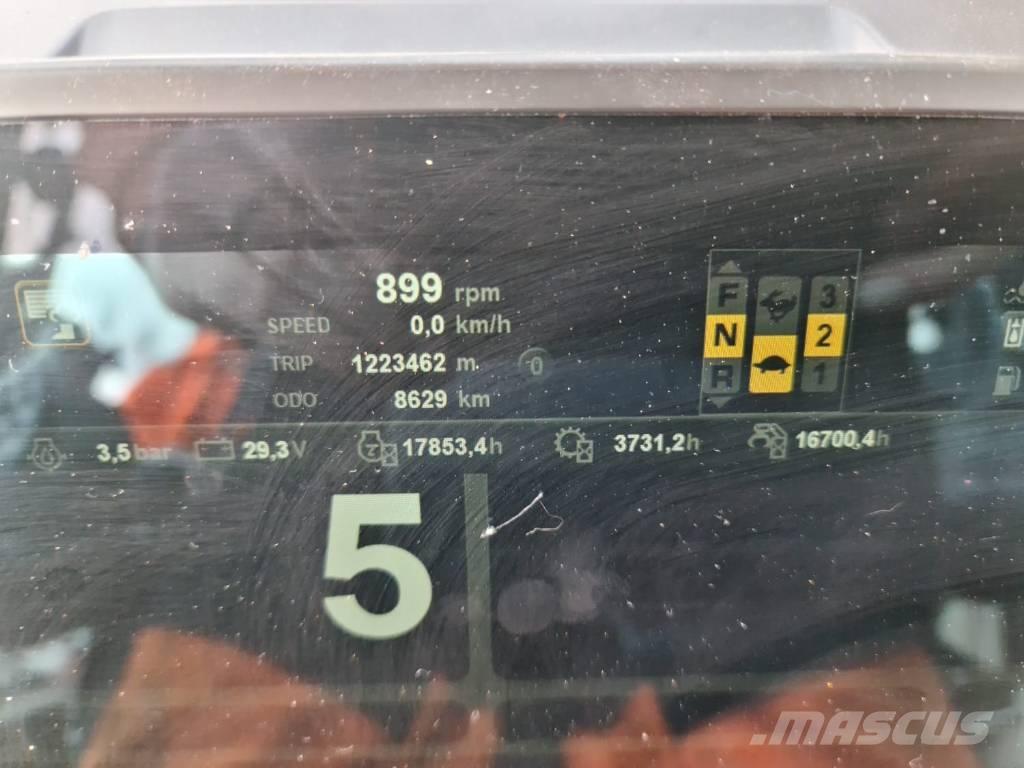 899 rpm
SPEED 0,0 km/h
TRIP 1223462 m
ODO 8629 km
F 3
N 2
R 1
3,5 bar 29,3 V 17853,4h 3731,2h 16700,4h
5
MASCUS